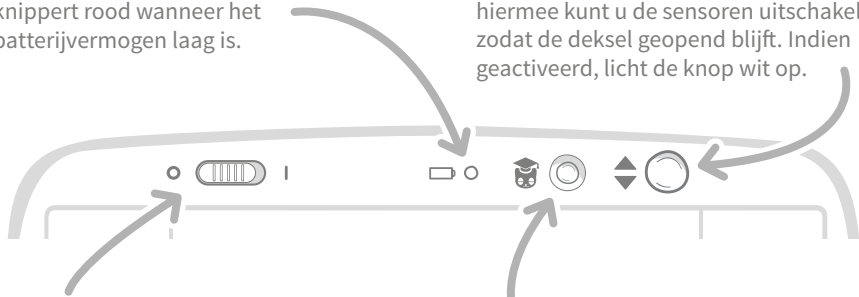 knippert rood wanneer het
batterijvermogen laag is.
hiermee kunt u de sensoren uitschakel
zodat de deksel geopend blijft. Indien
geactiveerd, licht de knop wit op.